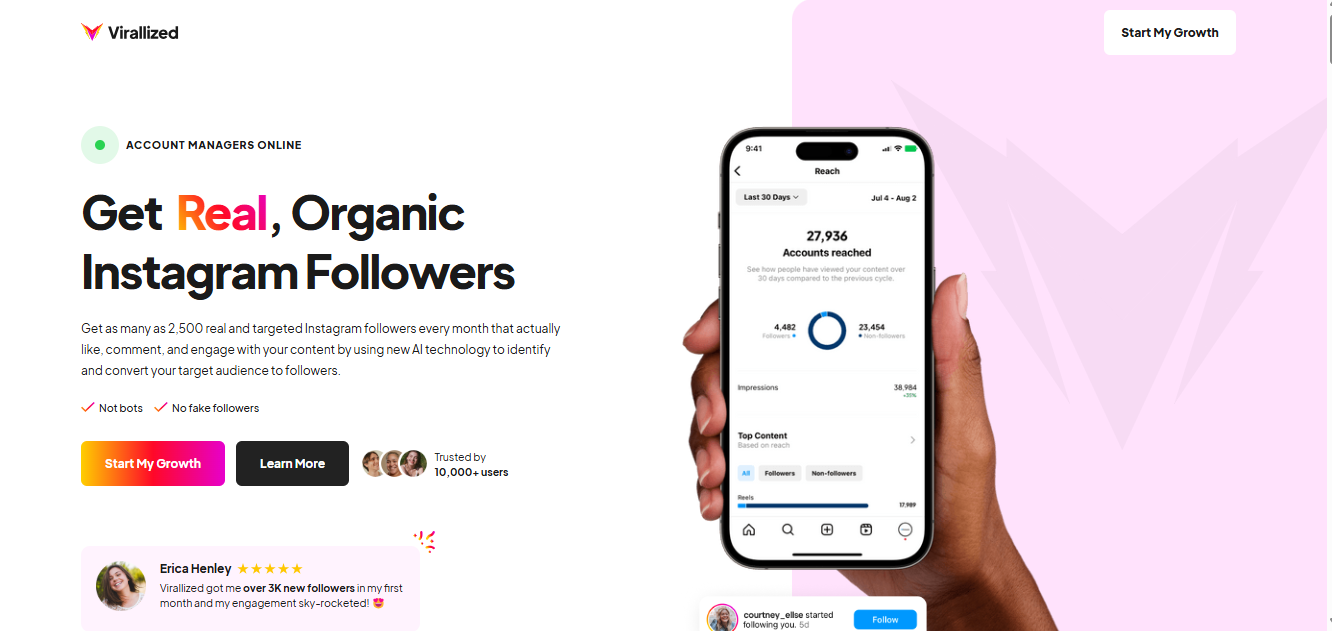 Virallized
Start My Growth
ACCOUNT MANAGERS ONLINE
Get Real, Organic
Instagram Followers
Get as many as 2,500 real and targeted Instagram followers every month that actually
like, comment, and engage with your content by using new AI technology to identify
and convert your target audience to followers.
Not bots
No fake followers
Start My Growth
Learn More
Trusted by
10,000+ users
Erica Henley
Virallized got me over 3K new followers in my first
month and my engagement sky-rocketed! 🤩
9:41
Reach
Last 30 Days
Jul 4 - Aug 2
27,936
Accounts reached
See how people have viewed your content over
30 days compared to the previous cycle.
4,482
Followers
23,454
Non-followers
Impressions
38,984
+35%
Top Content
Based on reach
All
Followers
Non-followers
Reels
17,989
courtney_ellse started
following you. 5d
Follow